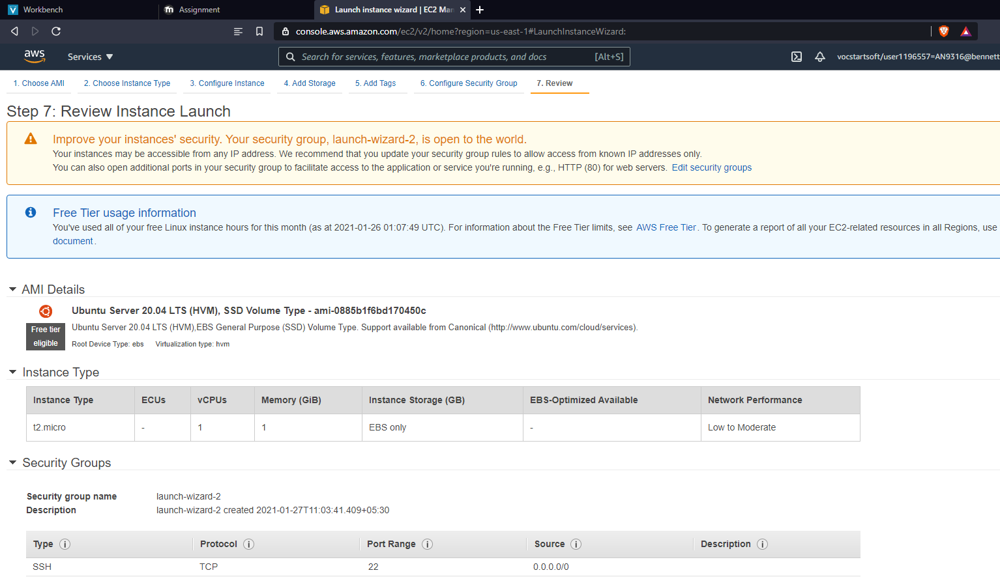 Workbench
Assignment
Launch instance wizard | EC2 Man
console.aws.amazon.com/ec2/v2/home?region=us-east-1#LaunchInstanceWizard:
aws
Services
Search for services, features, marketplace products, and docs
[Alt+S]
vocstartsoft/user1196557=AN9316@bennett
1. Choose AMI
2. Choose Instance Type
3. Configure Instance
4. Add Storage
5. Add Tags
6. Configure Security Group
7. Review
Step 7: Review Instance Launch
Improve your instances' security. Your security group, launch-wizard-2, is open to the world.
Your instances may be accessible from any IP address. We recommend that you update your security group rules to allow access from known IP addresses only.
You can also open additional ports in your security group to facilitate access to the application or service you're running, e.g., HTTP (80) for web servers. Edit security groups
Free Tier usage information
You've used all of your free Linux instance hours for this month (as at 2021-01-26 01:07:49 UTC). For information about the Free Tier limits, see AWS Free Tier. To generate a report of all your EC2-related resources in all Regions, use
document.
AMI Details
Ubuntu Server 20.04 LTS (HVM), SSD Volume Type - ami-0885b1f6bd170450c
Free tier eligible
Ubuntu Server 20.04 LTS (HVM),EBS General Purpose (SSD) Volume Type. Support available from Canonical (http://www.ubuntu.com/cloud/services).
Root Device Type: ebs Virtualization type: hvm
Instance Type
Instance Type ECUs vCPUs Memory (GiB) Instance Storage (GB) EBS-Optimized Available Network Performance
t2.micro - 1 1 EBS only - Low to Moderate
Security Groups
Security group name launch-wizard-2
Description launch-wizard-2 created 2021-01-27T11:03:41.409+05:30
Type Protocol Port Range Source Description
SSH TCP 22 0.0.0.0/0